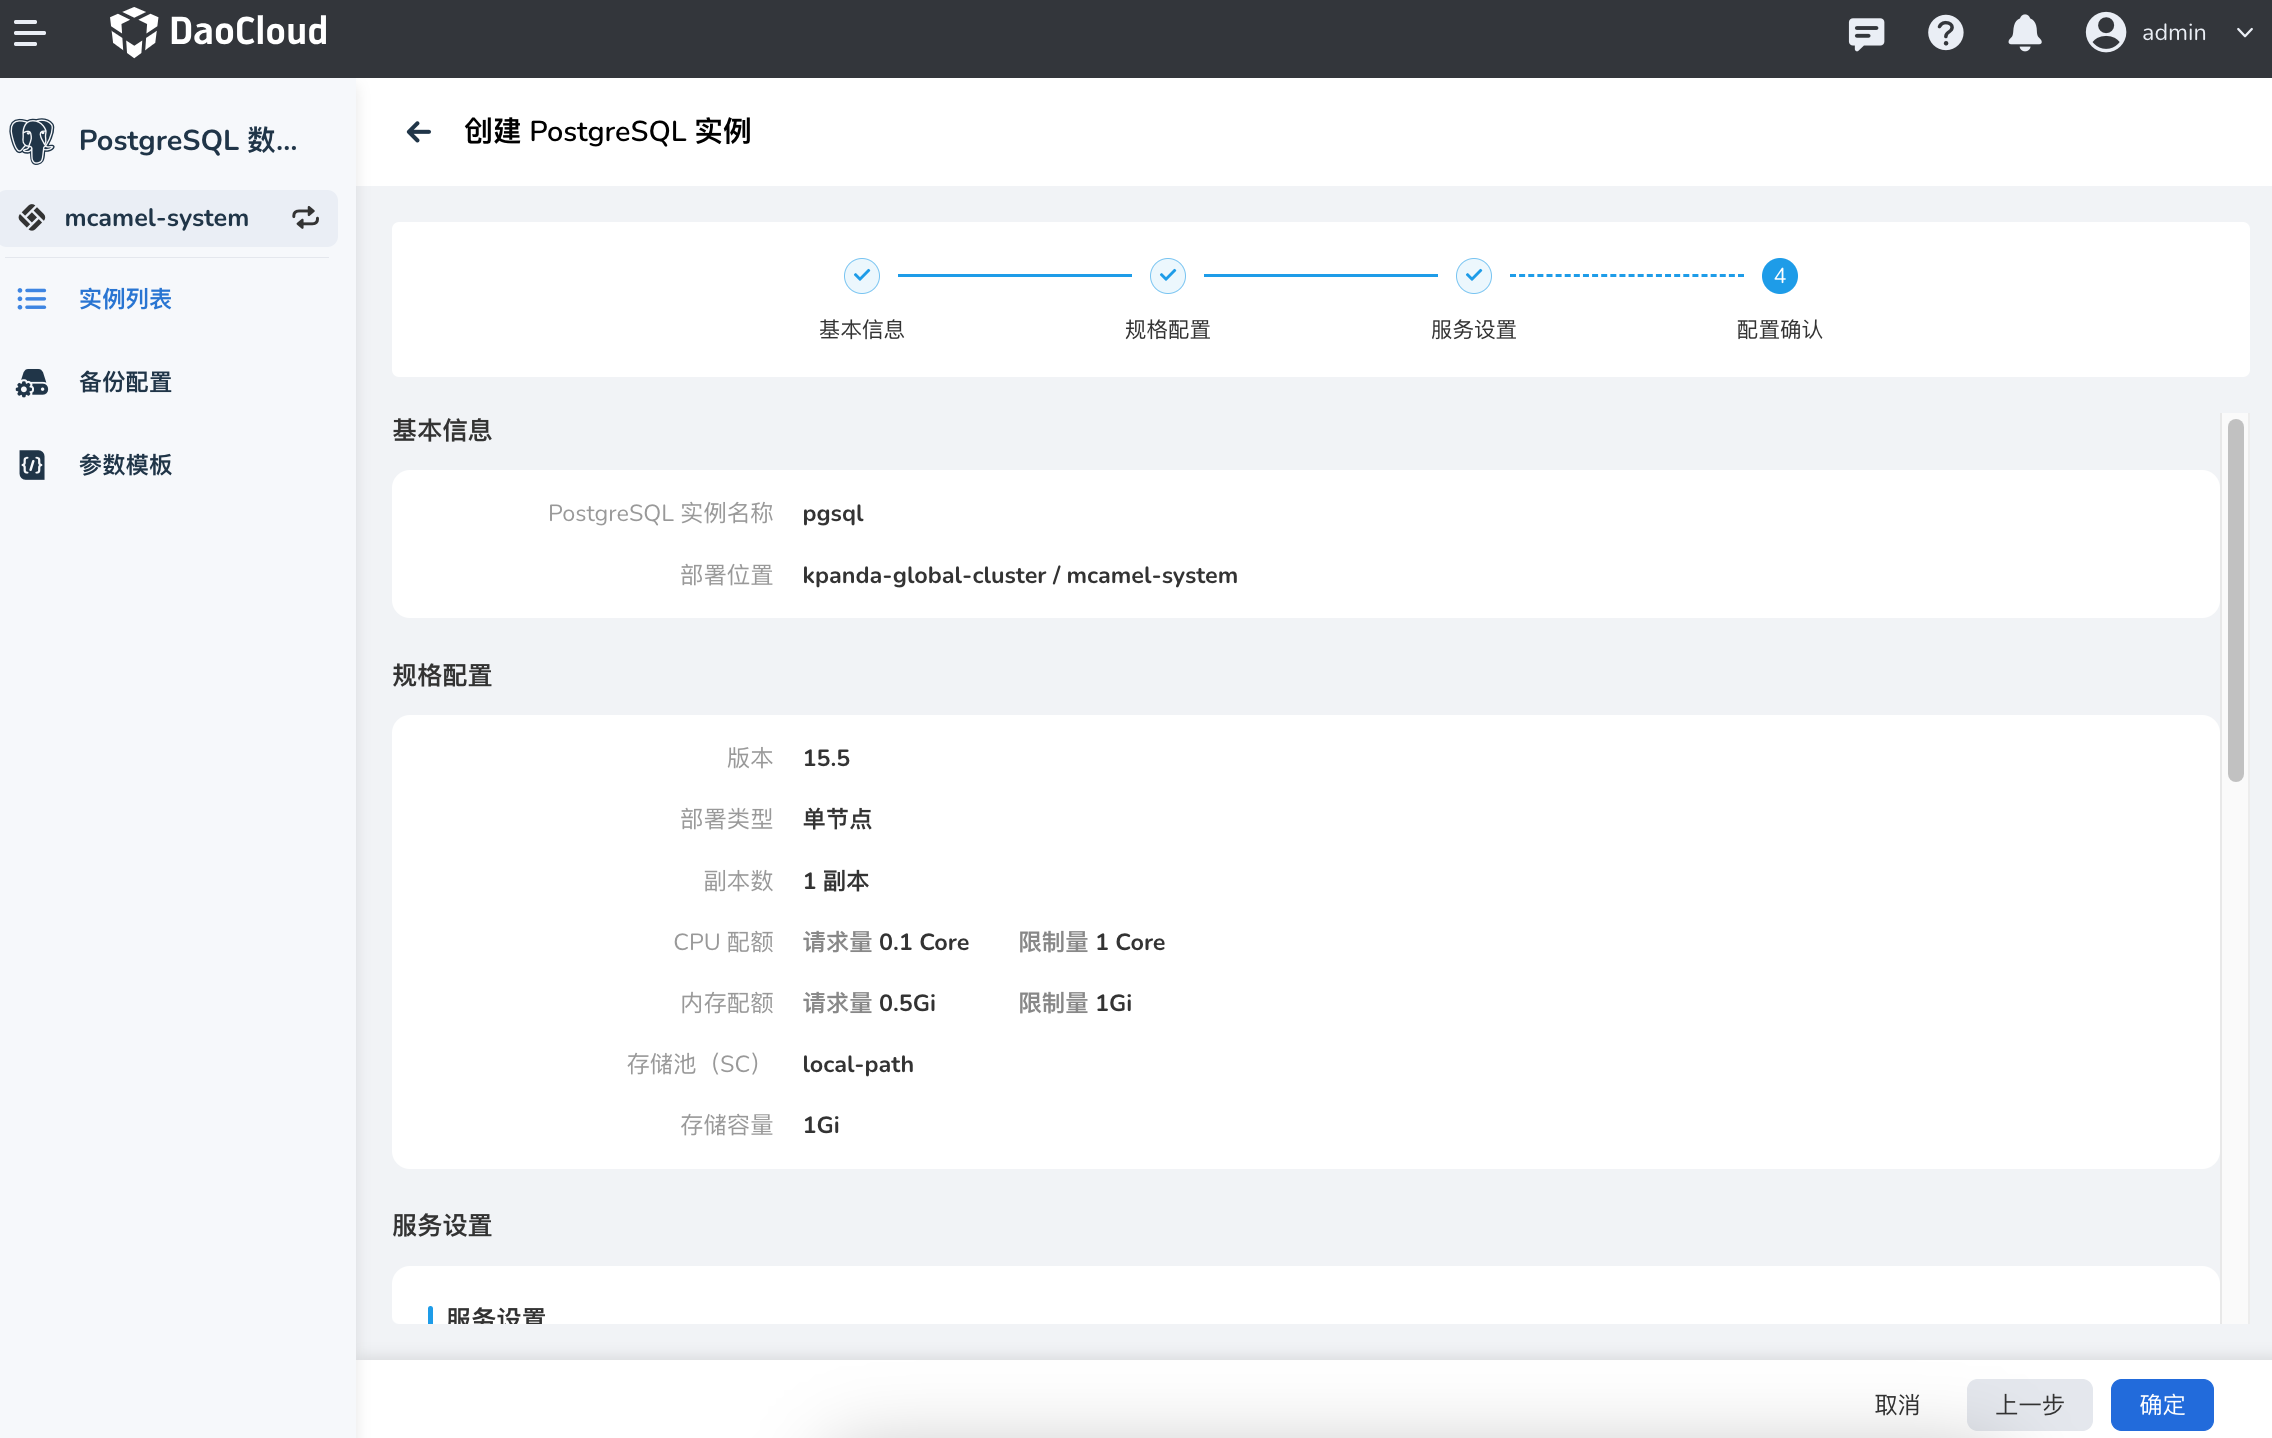 DaoCloud
admin
PostgreSQL 数...
mcamel-system
实例列表
备份配置
参数模板
创建 PostgreSQL 实例
4
基本信息
规格配置
服务设置
配置确认
基本信息
PostgreSQL 实例名称 pgsql
部署位置 kpanda-global-cluster / mcamel-system
规格配置
版本 15.5
部署类型 单节点
副本数 1 副本
CPU 配额 请求量 0.1 Core 限制量 1 Core
内存配额 请求量 0.5Gi 限制量 1Gi
存储池（SC） local-path
存储容量 1Gi
服务设置
服务设置
取消
上一步
确定